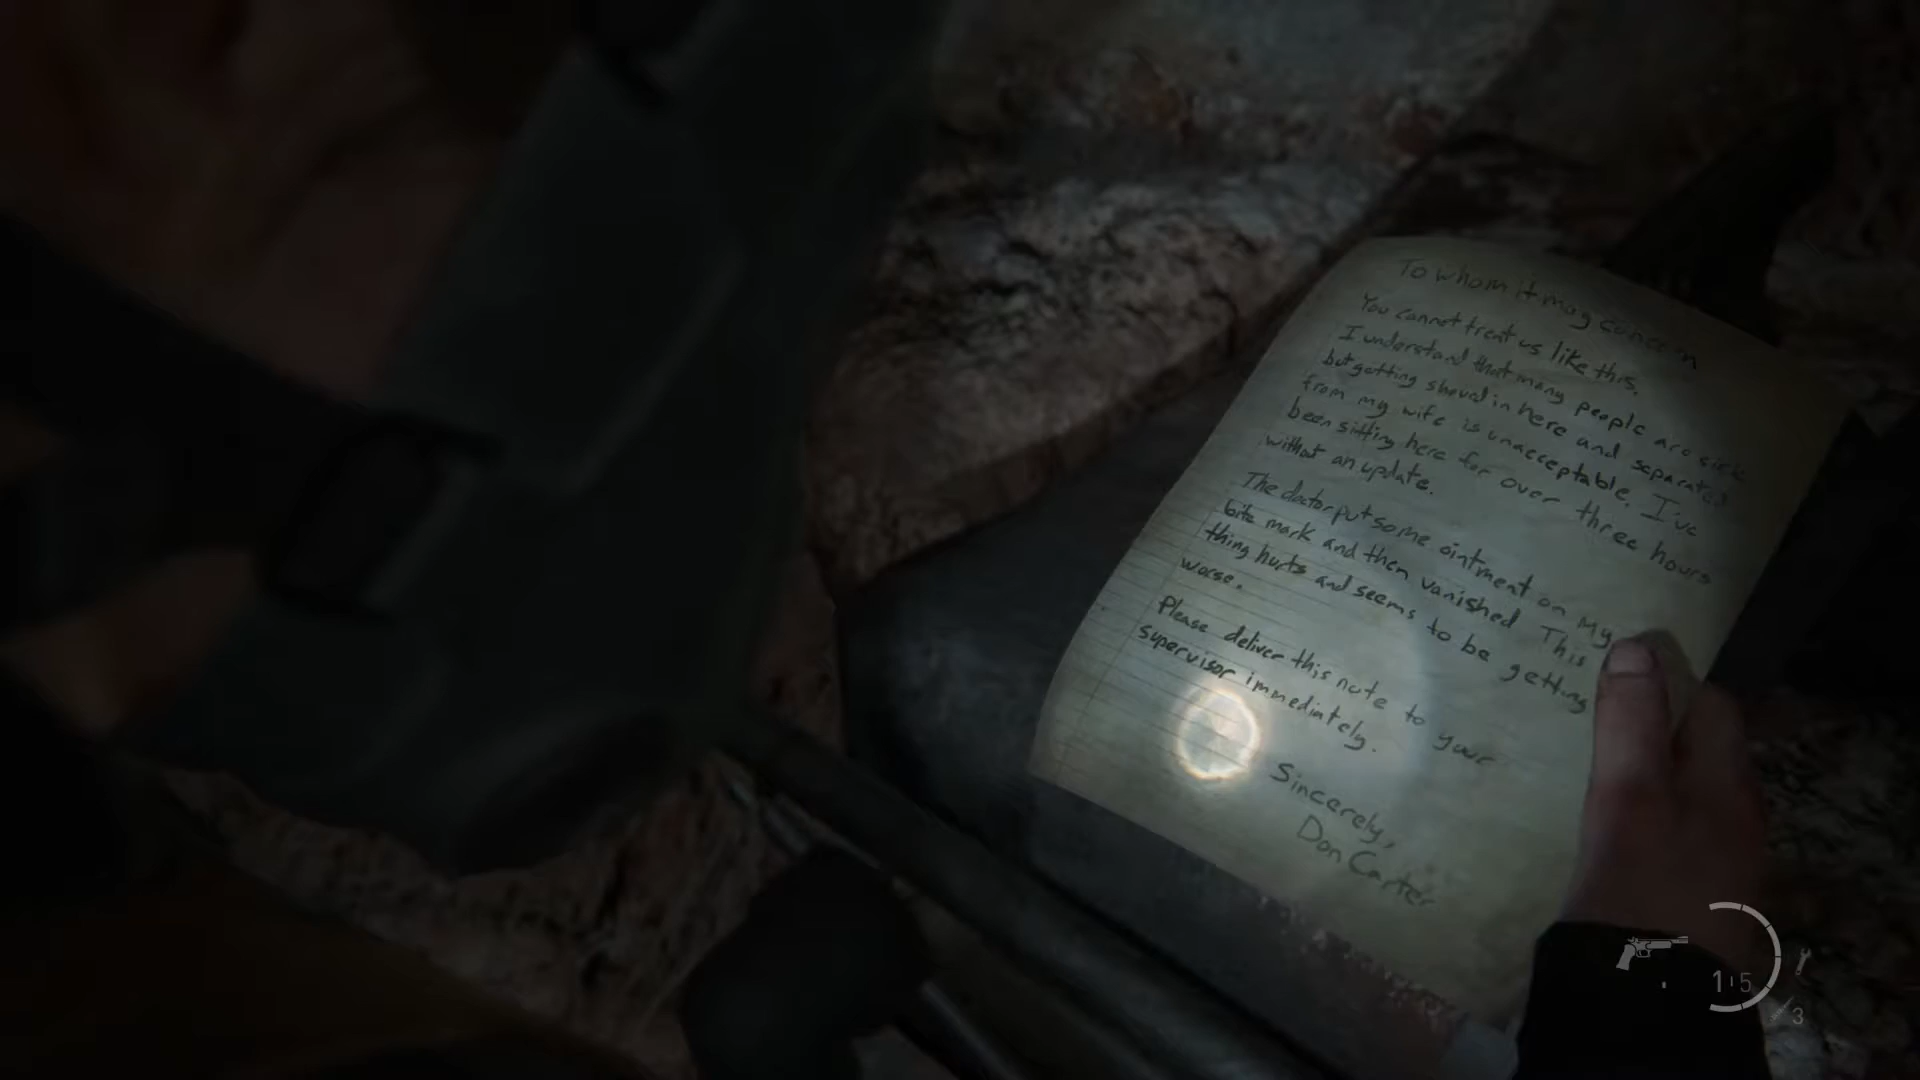 To whom it may concern
You cannot treat us like this.
I understand that many people are sick
but getting shoved in here and separated
from my wife is unacceptable. I've
been sitting here for over three hours
without an update.
The doctor put some ointment on my
bite mark and then vanished This
thing hurts and seems to be getting
worse.
Please deliver this note to your
supervisor immediately.
Sincerely,
Don Carter
1 5
3